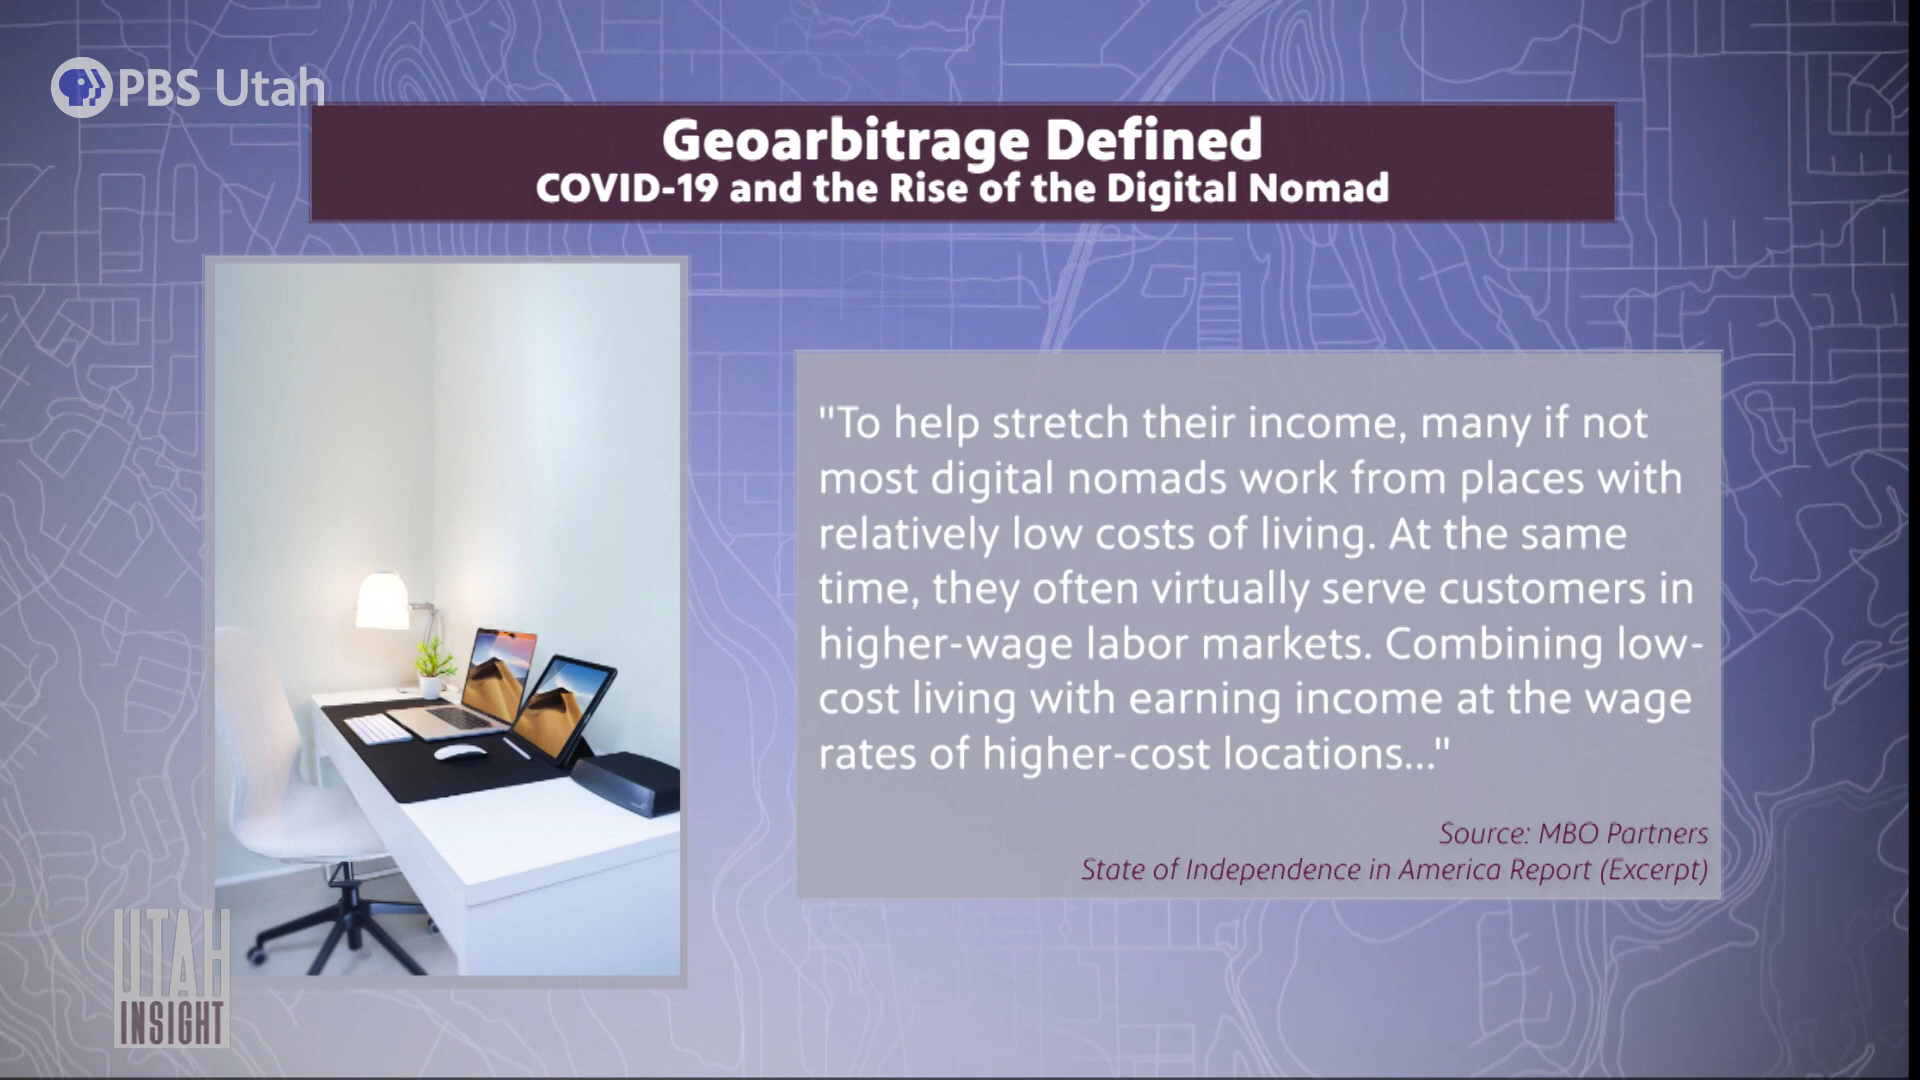 PBS Utah
Geoarbitrage Defined
COVID-19 and the Rise of the Digital Nomad
"To help stretch their income, many if not
most digital nomads work from places with
relatively low costs of living. At the same
time, they often virtually serve customers in
higher-wage labor markets. Combining low-
cost living with earning income at the wage
rates of higher-cost locations..."
Source: MBO Partners
State of Independence in America Report (Excerpt)
UTAH
INSIGHT